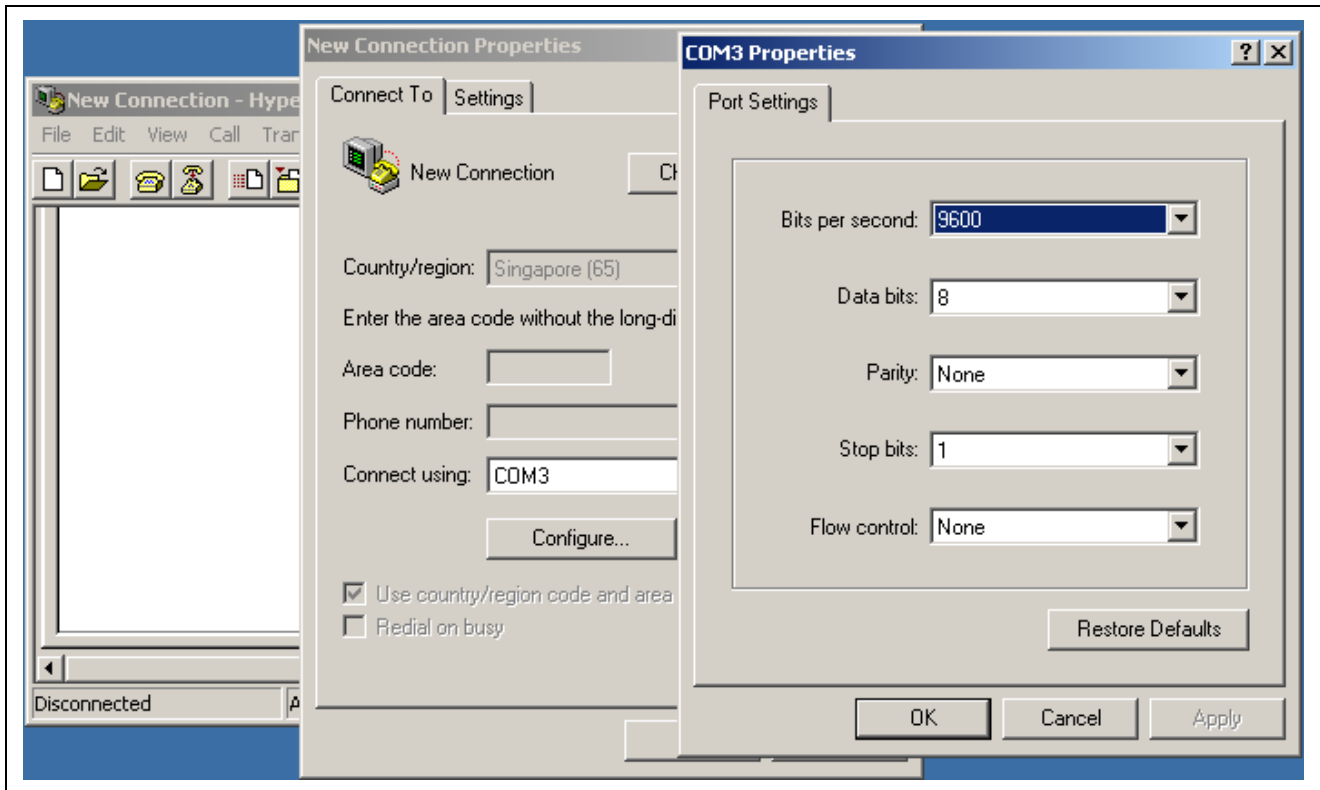 New Connection - Hype
File Edit View Call Tran
Disconnected
New Connection Properties
Connect To
Settings
New Connection
Country/region:
Singapore (65)
Enter the area code without the long-di
Area code:
Phone number:
Connect using:
COM3
Configure...
Use country/region code and area
Redial on busy
COM3 Properties
Port Settings
Bits per second:
9600
Data bits:
8
Parity:
None
Stop bits:
1
Flow control:
None
Restore Defaults
OK
Cancel
Apply